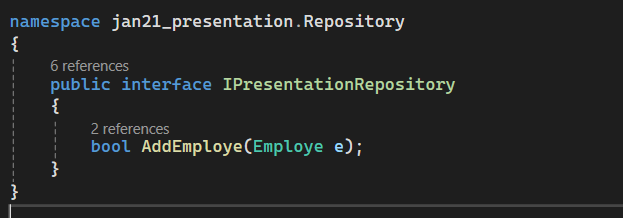 namespace jan21_presentation.Repository
{
6 references
public interface IPresentationRepository
{
2 references
bool AddEmploye(Employe e);
}
}